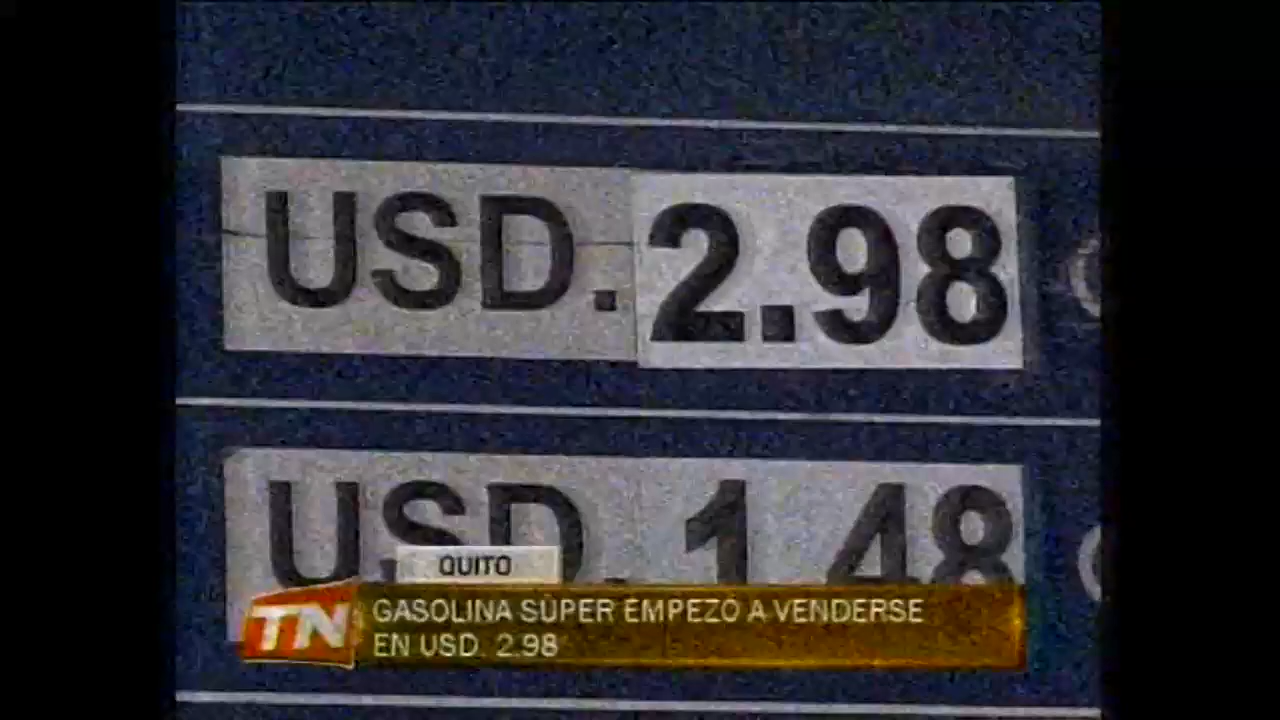 USD. 2.98
USD. 1.48
QUITO
TN
GASOLINA SÚPER EMPEZÓ A VENDERSE
EN USD. 2.98